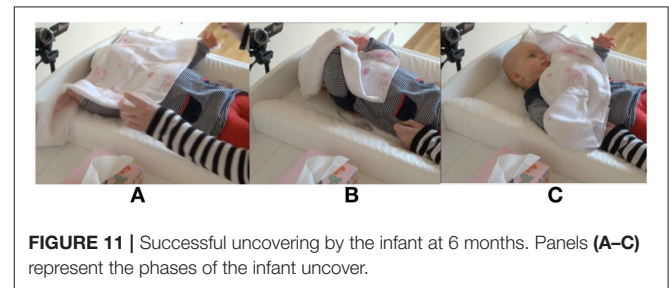 A B C
FIGURE 11 | Successful uncovering by the infant at 6 months. Panels (A–C)
represent the phases of the infant uncover.